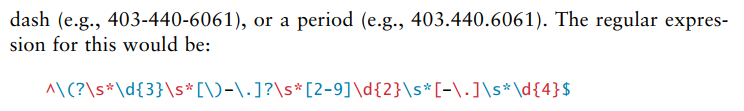 dash (e.g., 403-440-6061), or a period (e.g., 403.440.6061). The regular expres-
sion for this would be:
^\(?\s*\d{3}\s*[\)-\.]?\s*[2-9]\d{2}\s*[-\.]\s*\d{4}$